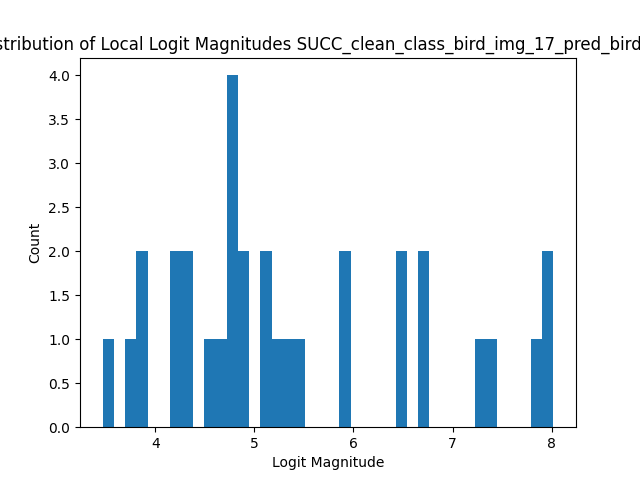 stribution of Local Logit Magnitudes SUCC_clean_class_bird_img_17_pred_bird
4.0
3.5
3.0
2.5
2.0
1.5
1.0
0.5
0.0
Count
4 5 6 7 8
Logit Magnitude